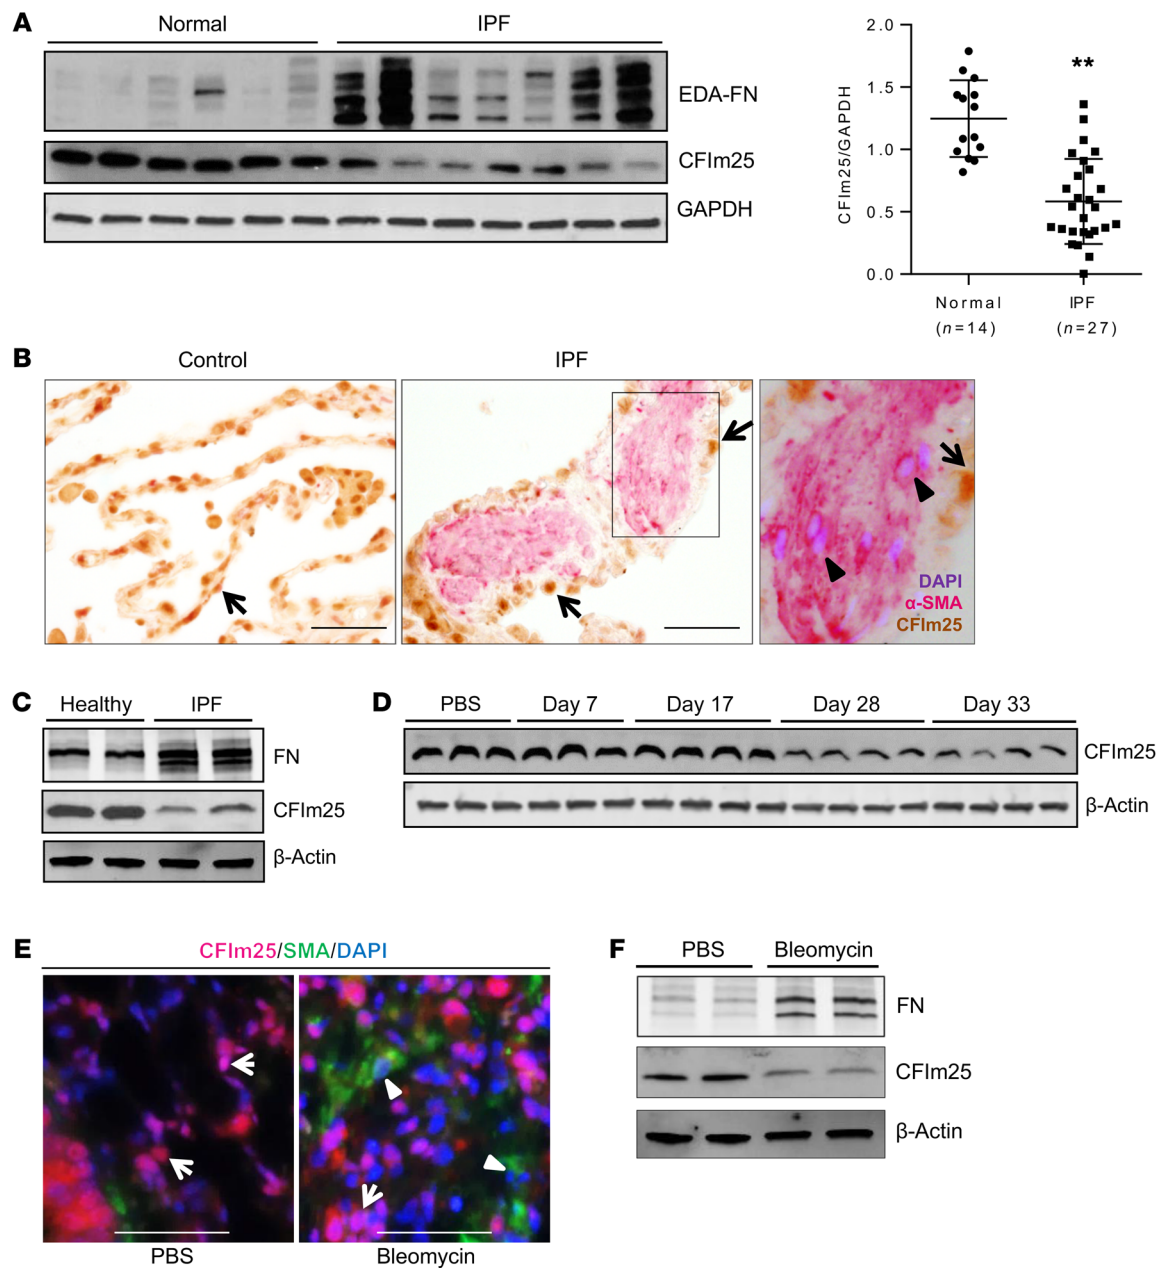 A
Normal
IPF
EDA-FN
CFIm25
GAPDH
CFIm25/GAPDH
2.0
1.5
1.0
0.5
0.0
**
Normal
(n=14)
IPF
(n=27)
B
Control
IPF
DAPI
α-SMA
CFIm25
C
Healthy
IPF
FN
CFIm25
β-Actin
D
PBS
Day 7
Day 17
Day 28
Day 33
CFIm25
β-Actin
E
CFIm25/SMA/DAPI
PBS
Bleomycin
F
PBS
Bleomycin
FN
CFIm25
β-Actin